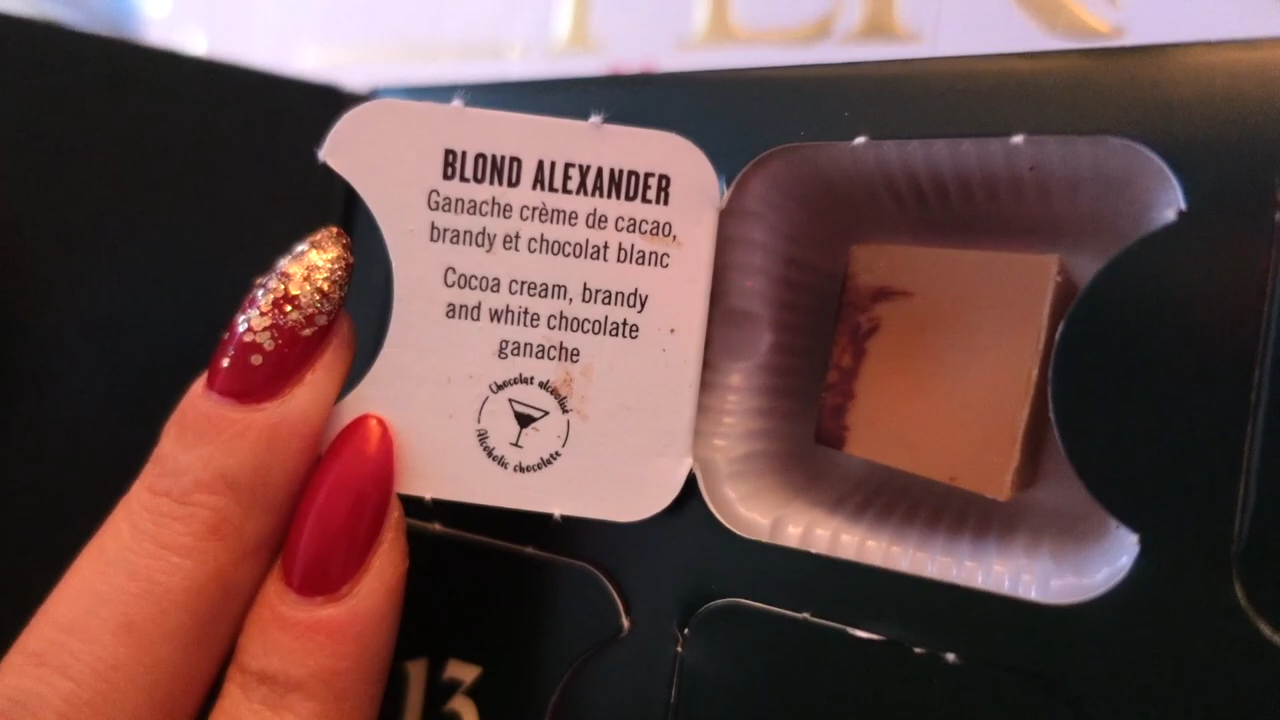 BLOND ALEXANDER
Ganache crème de cacao,
brandy et chocolat blanc
Cocoa cream, brandy
and white chocolate
ganache
Chocolat alcoolisé
Alcoholic chocolate
13